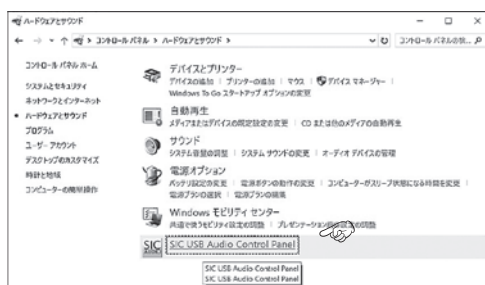 ハードウェアとサウンド
コントロール パネル > ハードウェアとサウンド >
コントロール パネルの検...
コントロール パネル ホーム
システムとセキュリティ
ネットワークとインターネット
ハードウェアとサウンド
プログラム
ユーザー アカウント
デスクトップのカスタマイズ
時計と地域
コンピューターの簡単操作
デバイスとプリンター
デバイスの追加 | プリンターの追加 | マウス | デバイス マネージャー |
Windows To Go スタートアップ オプションの変更
自動再生
メディアまたはデバイスの既定設定の変更 | CD または他のメディアの自動再生
サウンド
システム音量の調整 | システム サウンドの変更 | オーディオ デバイスの管理
電源オプション
バッテリ設定の変更 | 電源ボタンの動作の変更 | コンピューターがスリープ状態になる時間を変更 |
電源プランの選択 | 電源プランの編集
Windows モビリティ センター
共通で使うモビリティ設定の調整 | プレゼンテーション
の調整
SIC
AUDIO
SIC USB Audio Control Panel
SIC USB Audio Control Panel
SIC USB Audio Control Panel